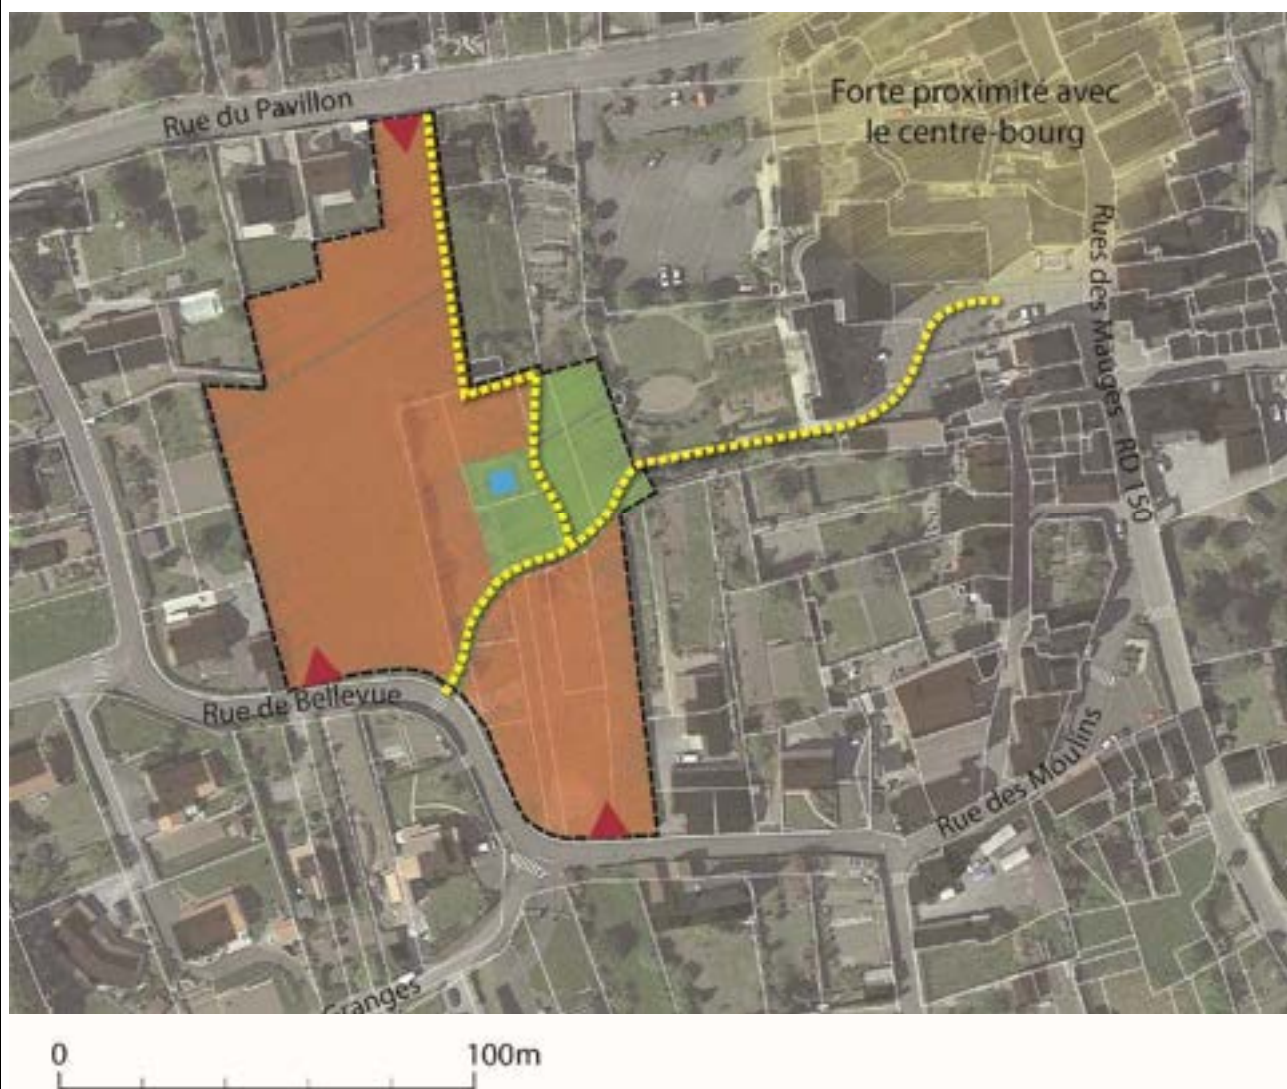 Rue du Pavillon
Forte proximité avec
le centre-bourg
Rues des Mauges - RD 150
Rue de Bellevue
Rue des Moulins
Granges
0
100m